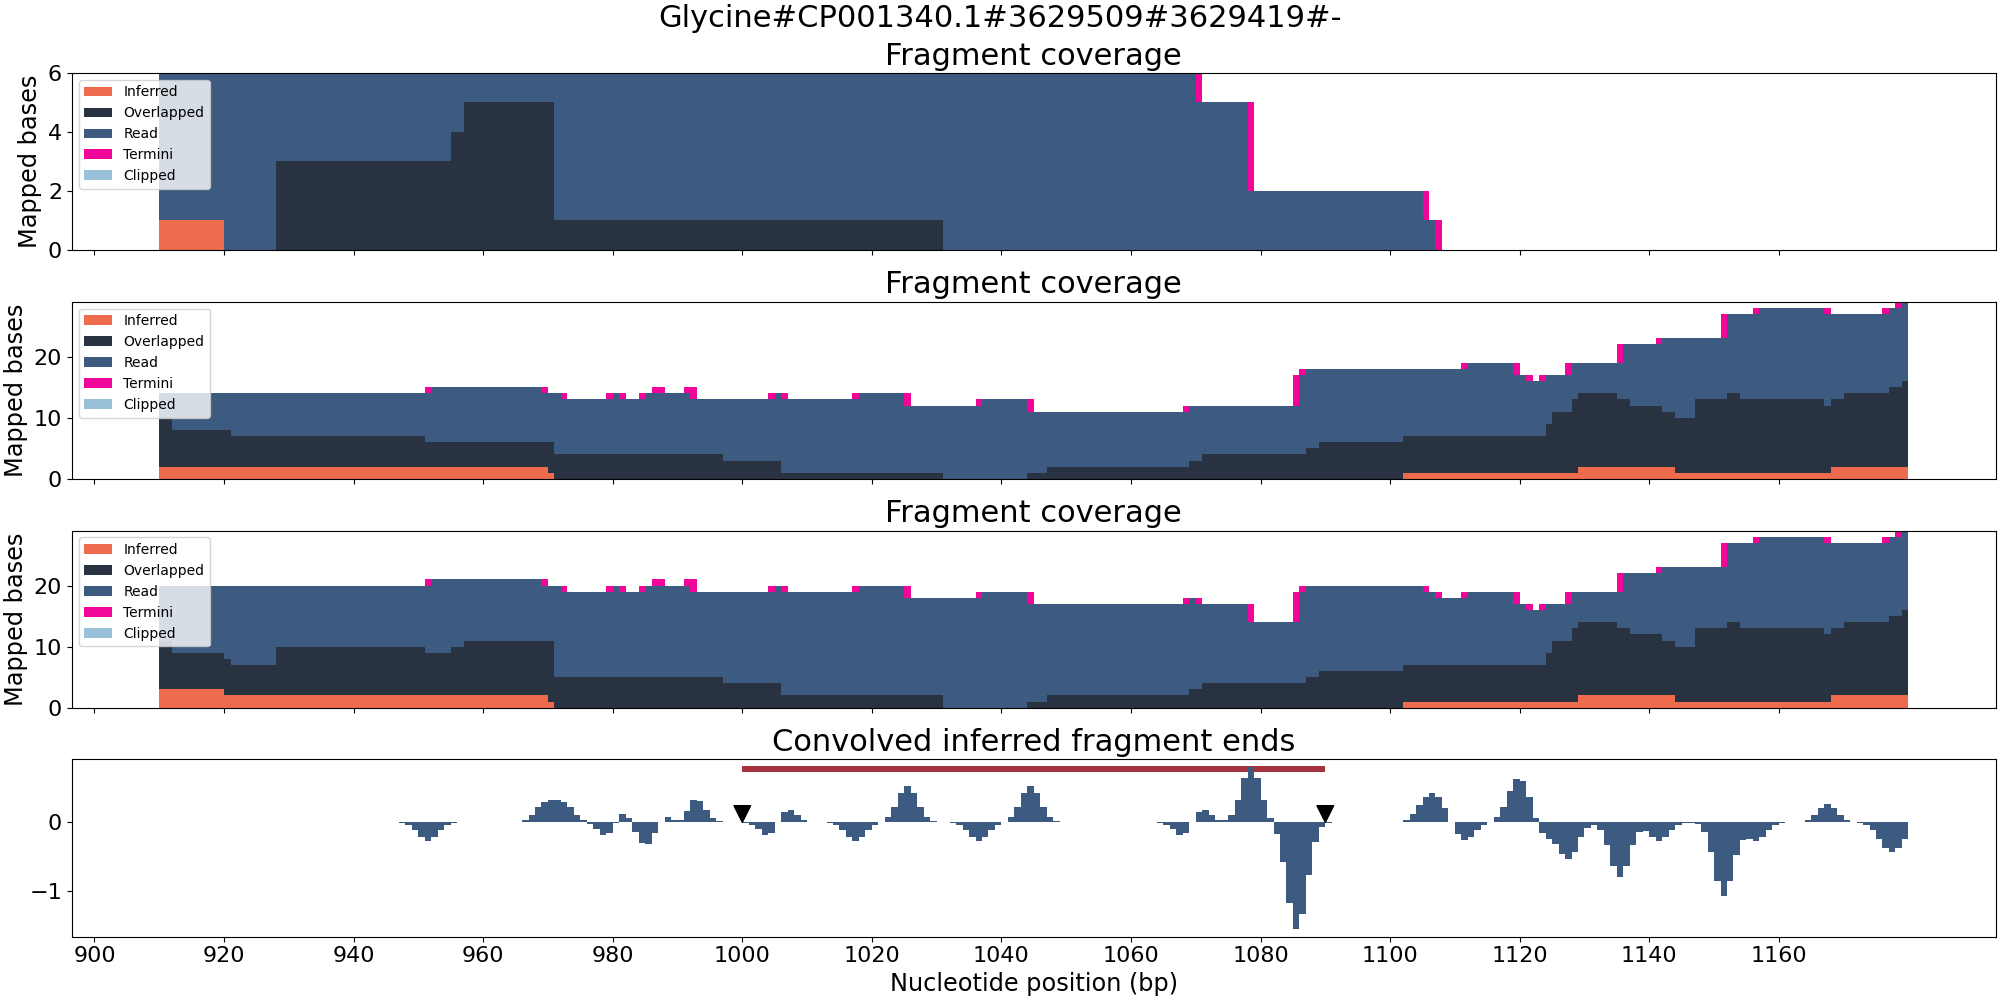 Glycine#CP001340.1#3629509#3629419#-
Fragment coverage
Mapped bases
6
4
2
0
Inferred
Overlapped
Read
Termini
Clipped
Fragment coverage
Mapped bases
20
10
0
Inferred
Overlapped
Read
Termini
Clipped
Fragment coverage
Mapped bases
20
10
0
Inferred
Overlapped
Read
Termini
Clipped
Convolved inferred fragment ends
0
−1
900 920 940 960 980 1000 1020 1040 1060 1080 1100 1120 1140 1160
Nucleotide position (bp)